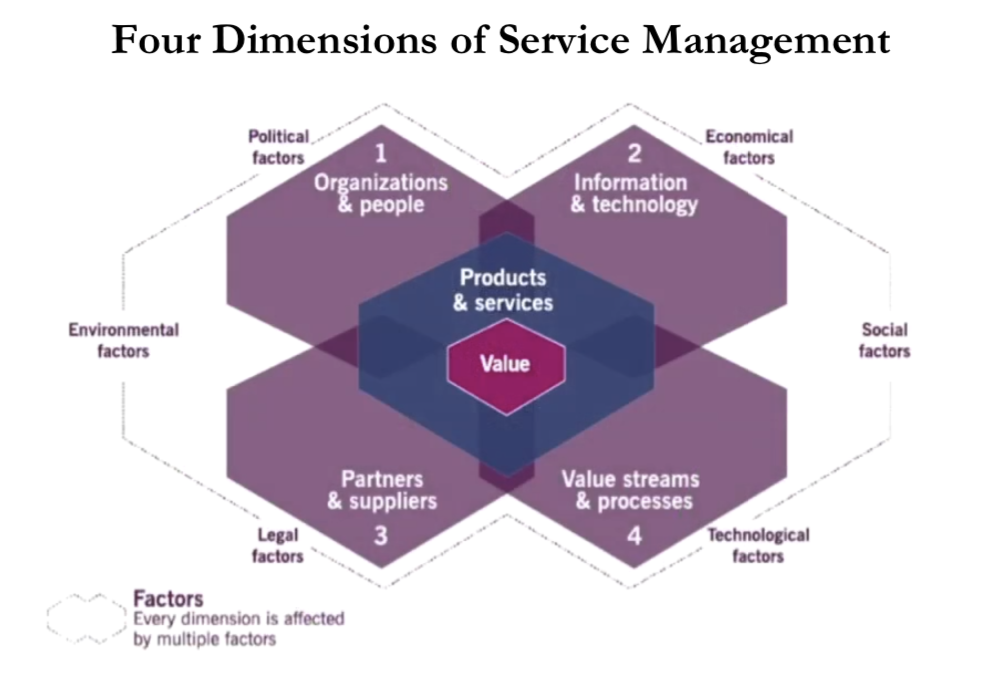 Four Dimensions of Service Management
Political
factors
Economical
factors
1
Organizations
& people
2
Information
& technology
Products
& services
Environmental
factors
Value
Social
factors
Partners
& suppliers
3
Value streams
& processes
4
Legal
factors
Technological
factors
Factors
Every dimension is affected
by multiple factors